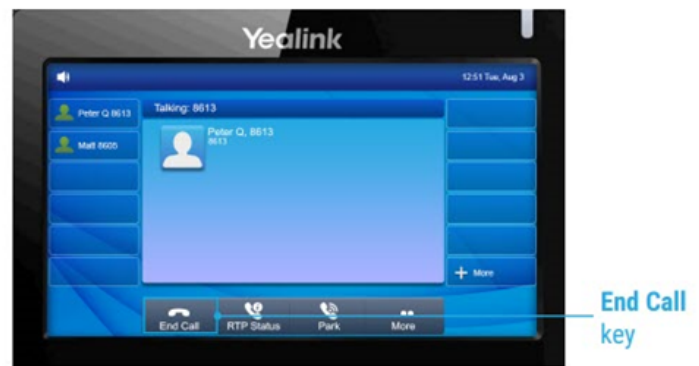 Yealink
12:51 Tue, Aug 3
Peter Q 8613
Matt 8605
Talking: 8613
Peter Q, 8613
8613
More
End Call
RTP Status
Park
More
End Call
key